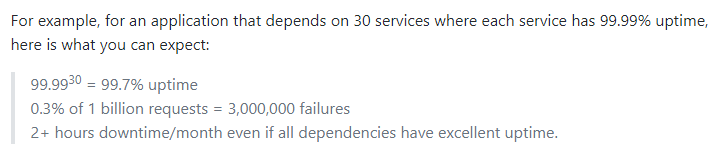 For example, for an application that depends on 30 services where each service has 99.99% uptime,
here is what you can expect:
99.99³⁰ = 99.7% uptime
0.3% of 1 billion requests = 3,000,000 failures
2+ hours downtime/month even if all dependencies have excellent uptime.